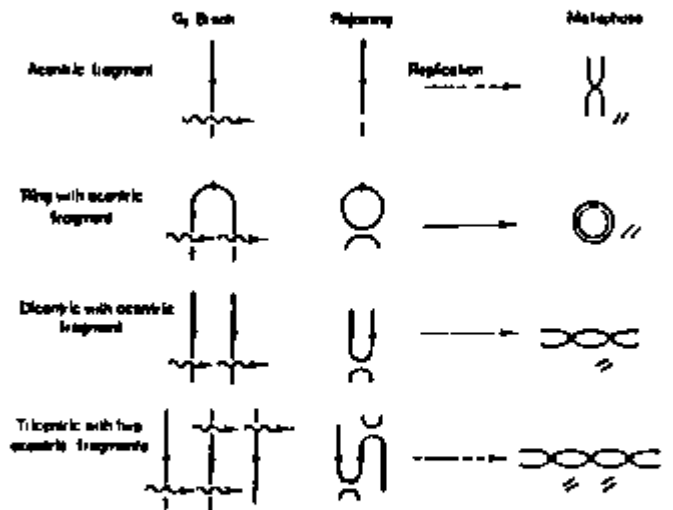 G₁ Break
Rejoining
Metaphase
Acentric fragment
Replication
Ring with acentric
fragment
Dicentric with acentric
fragment
Tricentric with two
acentric fragments